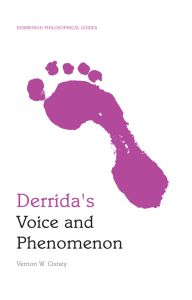 EDINBURGH PHILOSOPHICAL GUIDES
Derrida's
Voice and
Phenomenon
Vernon W. Cisney